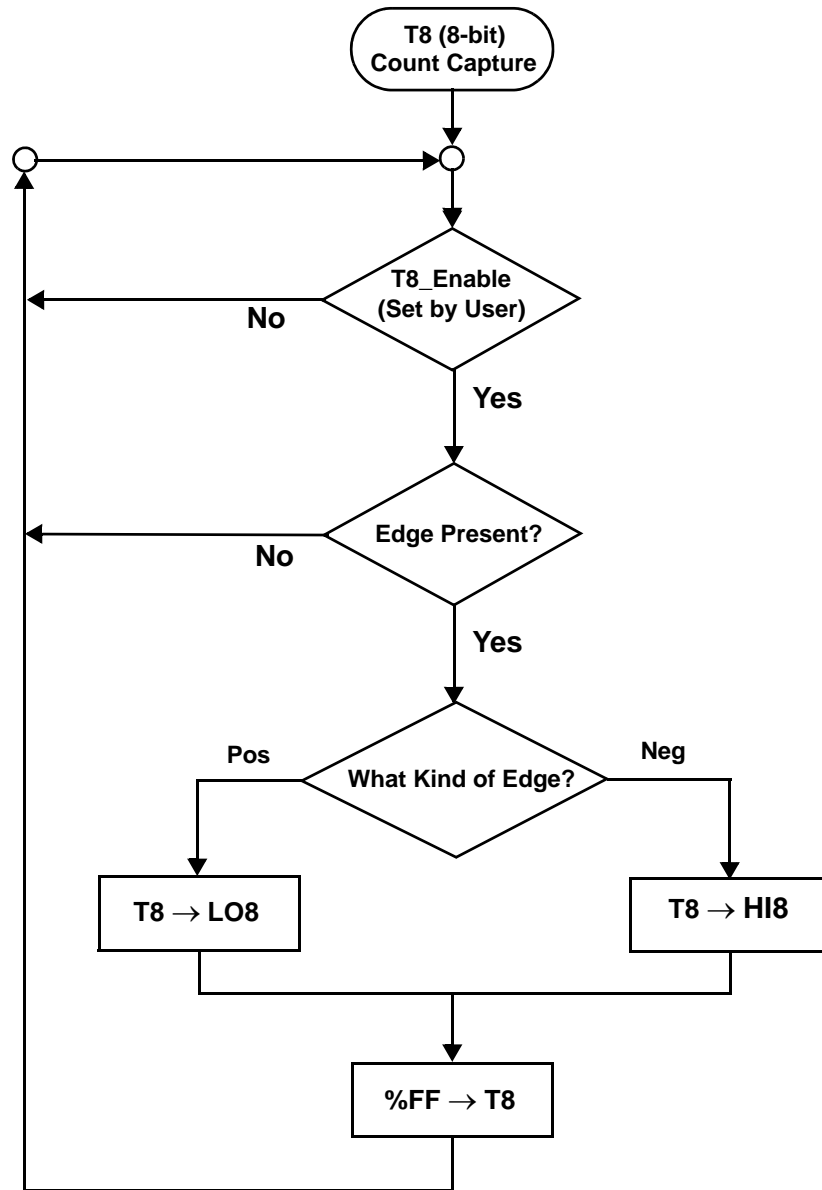 T8 (8-bit)
Count Capture
T8_Enable
(Set by User)
No
Yes
Edge Present?
No
Yes
Pos
What Kind of Edge?
Neg
T8 → LO8
T8 → HI8
%FF → T8